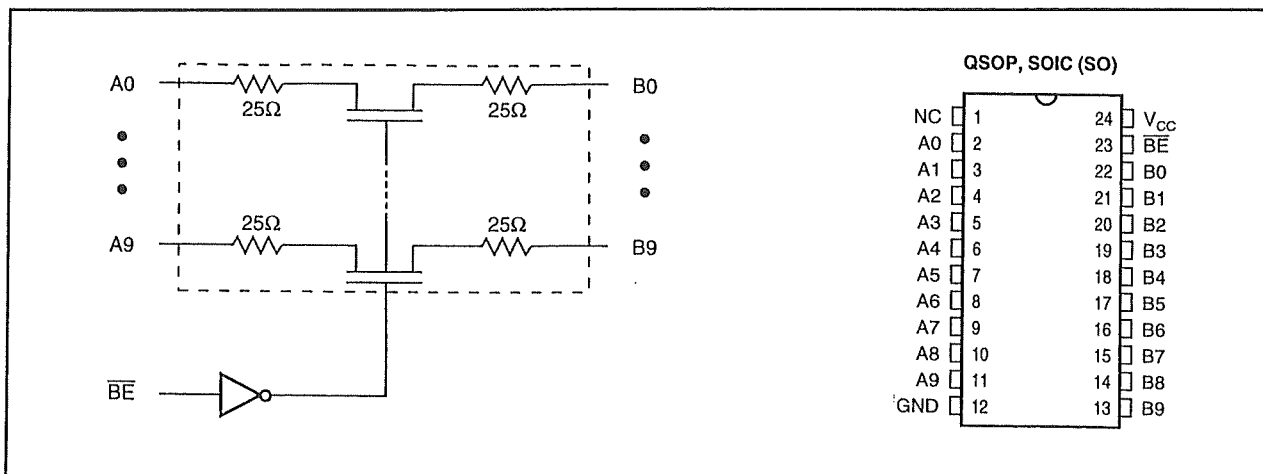 A0
25Ω
25Ω
B0
A9
25Ω
25Ω
B9
B̅E̅
QSOP, SOIC (SO)
NC 1 24 VCC
A0 2 23 B̅E̅
A1 3 22 B0
A2 4 21 B1
A3 5 20 B2
A4 6 19 B3
A5 7 18 B4
A6 8 17 B5
A7 9 16 B6
A8 10 15 B7
A9 11 14 B8
GND 12 13 B9